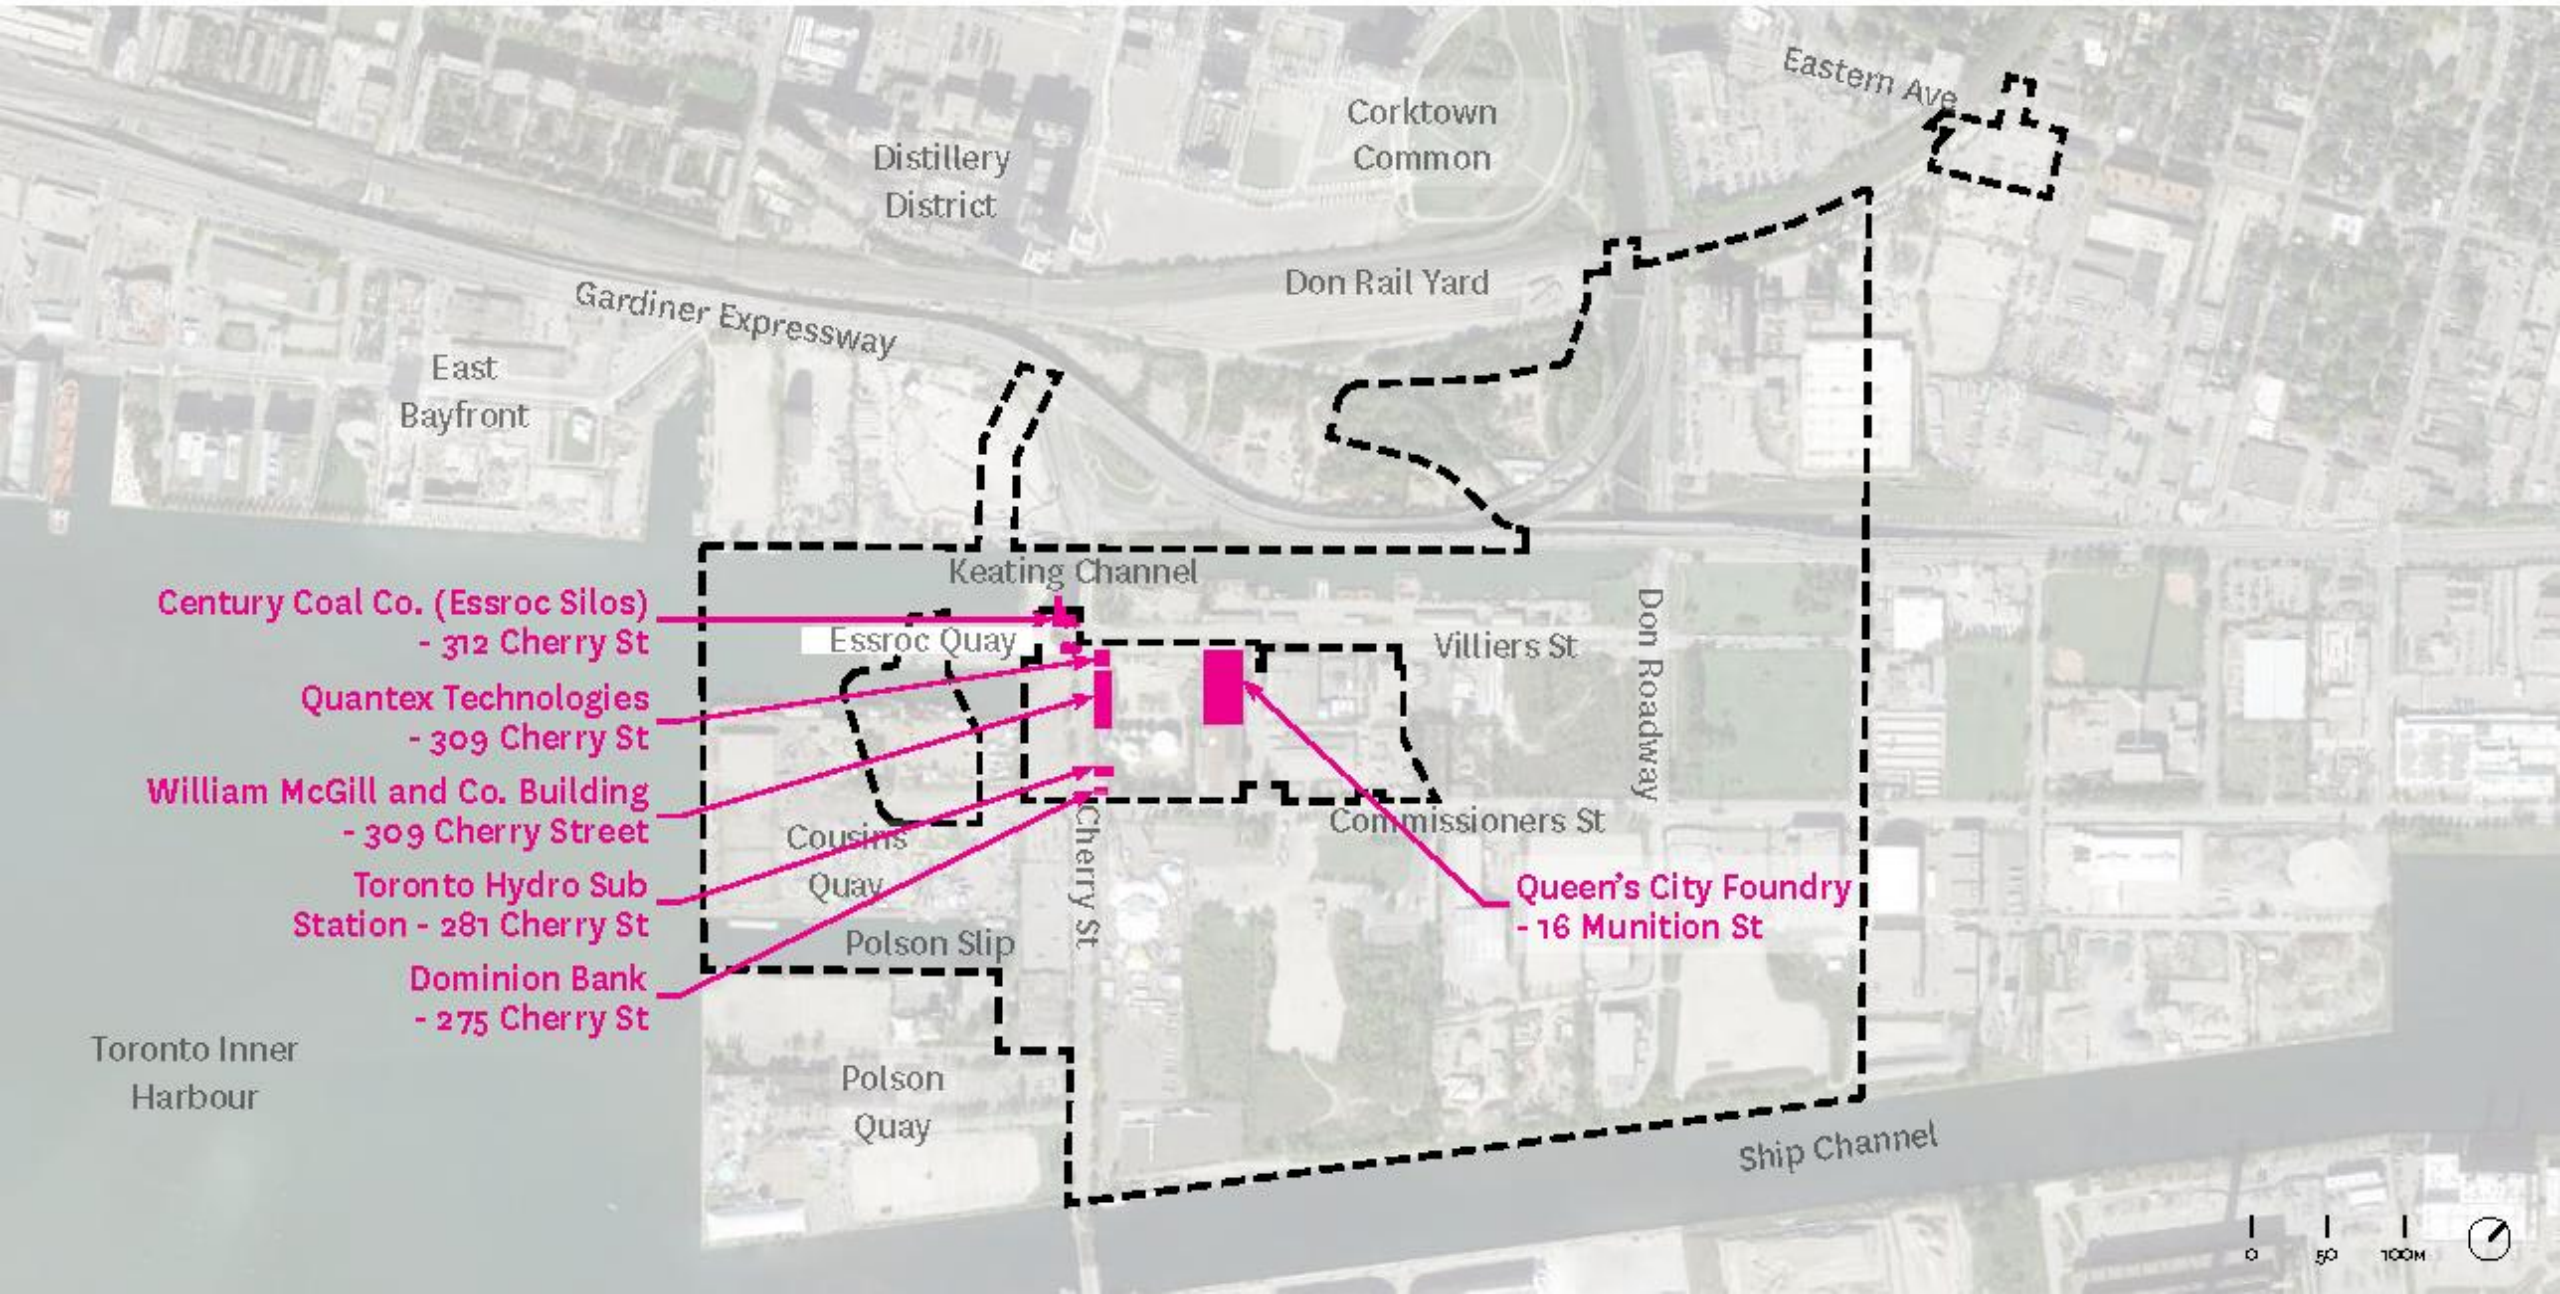 Eastern Ave
Corktown
Common
Distillery
District
Don Rail Yard
Gardiner Expressway
East
Bayfront
Keating Channel
Century Coal Co. (Essroc Silos)
- 312 Cherry St
Essroc Quay
Villiers St
Don Roadway
Quantex Technologies
- 309 Cherry St
William McGill and Co. Building
- 309 Cherry Street
Cousins
Quay
Cherry St
Commissioners St
Toronto Hydro Sub
Station - 281 Cherry St
Queen's City Foundry
- 16 Munition St
Polson Slip
Dominion Bank
- 275 Cherry St
Toronto Inner
Harbour
Polson
Quay
Ship Channel
0 50 100M